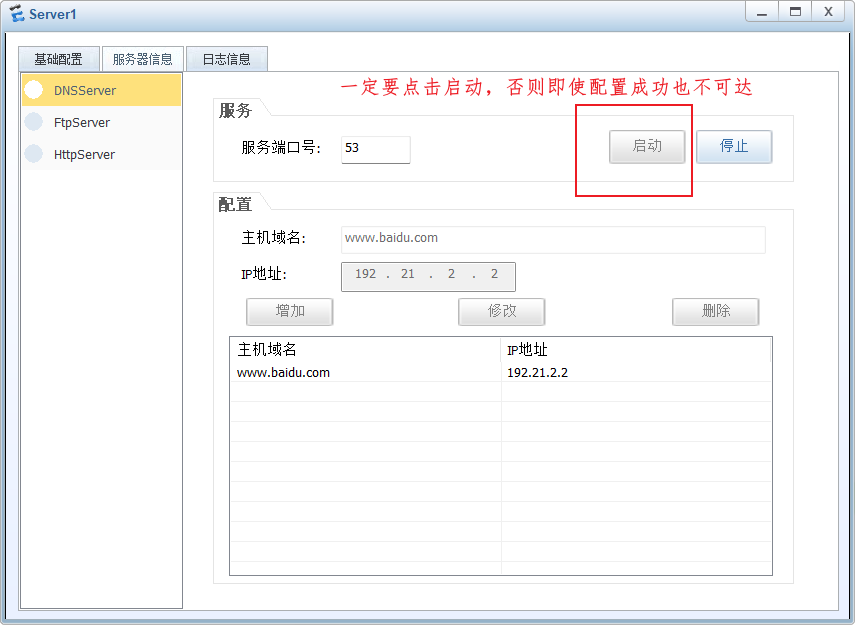 Server1
基础配置 服务器信息 日志信息
DNSServer
FtpServer
HttpServer
一定要点击启动，否则即使配置成功也不可达
服务
服务端口号: 53 启动 停止
配置
主机域名: www.baidu.com
IP地址: 192 . 21 . 2 . 2
增加 修改 删除
主机域名 IP地址
www.baidu.com 192.21.2.2